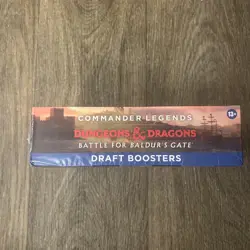 COMMANDER LEGENDS
13+
DUNGEONS & DRAGONS
BATTLE FOR BALDUR'S GATE
DRAFT BOOSTERS